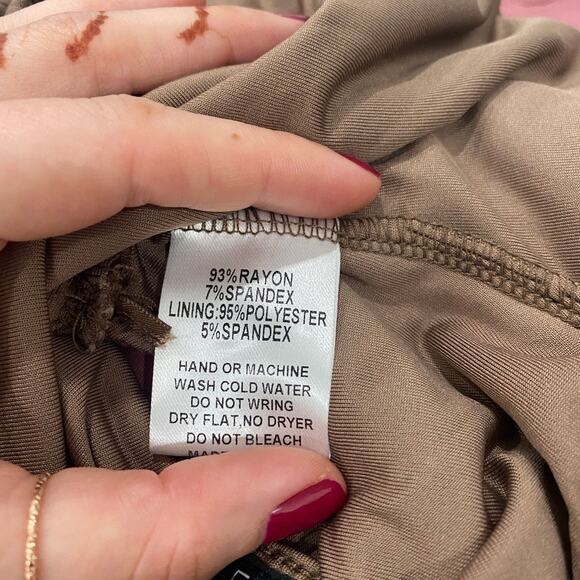 93%RAYON
7%SPANDEX
LINING:95%POLYESTER
5%SPANDEX
HAND OR MACHINE
WASH COLD WATER
DO NOT WRING
DRY FLAT,NO DRYER
DO NOT BLEACH